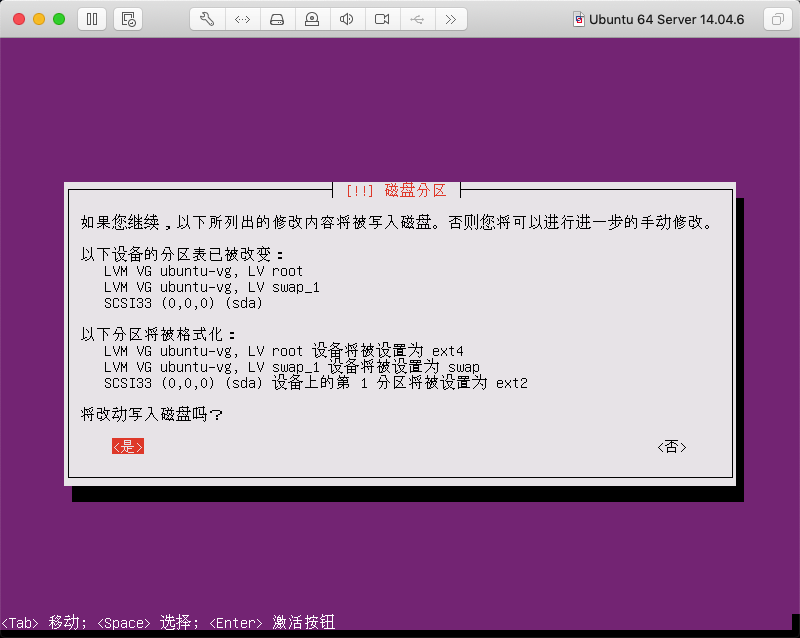 Ubuntu 64 Server 14.04.6
[!!] 磁盘分区
如果您继续，以下所列出的修改内容将被写入磁盘。否则您将可以进行进一步的手动修改。
以下设备的分区表已被改变：
LVM VG ubuntu-vg, LV root
LVM VG ubuntu-vg, LV swap_1
SCSI33 (0,0,0) (sda)
以下分区将被格式化：
LVM VG ubuntu-vg, LV root 设备将被设置为 ext4
LVM VG ubuntu-vg, LV swap_1 设备将被设置为 swap
SCSI33 (0,0,0) (sda) 设备上的第 1 分区将被设置为 ext2
将改动写入磁盘吗？
<是> <否>
<Tab> 移动; <Space> 选择; <Enter> 激活按钮